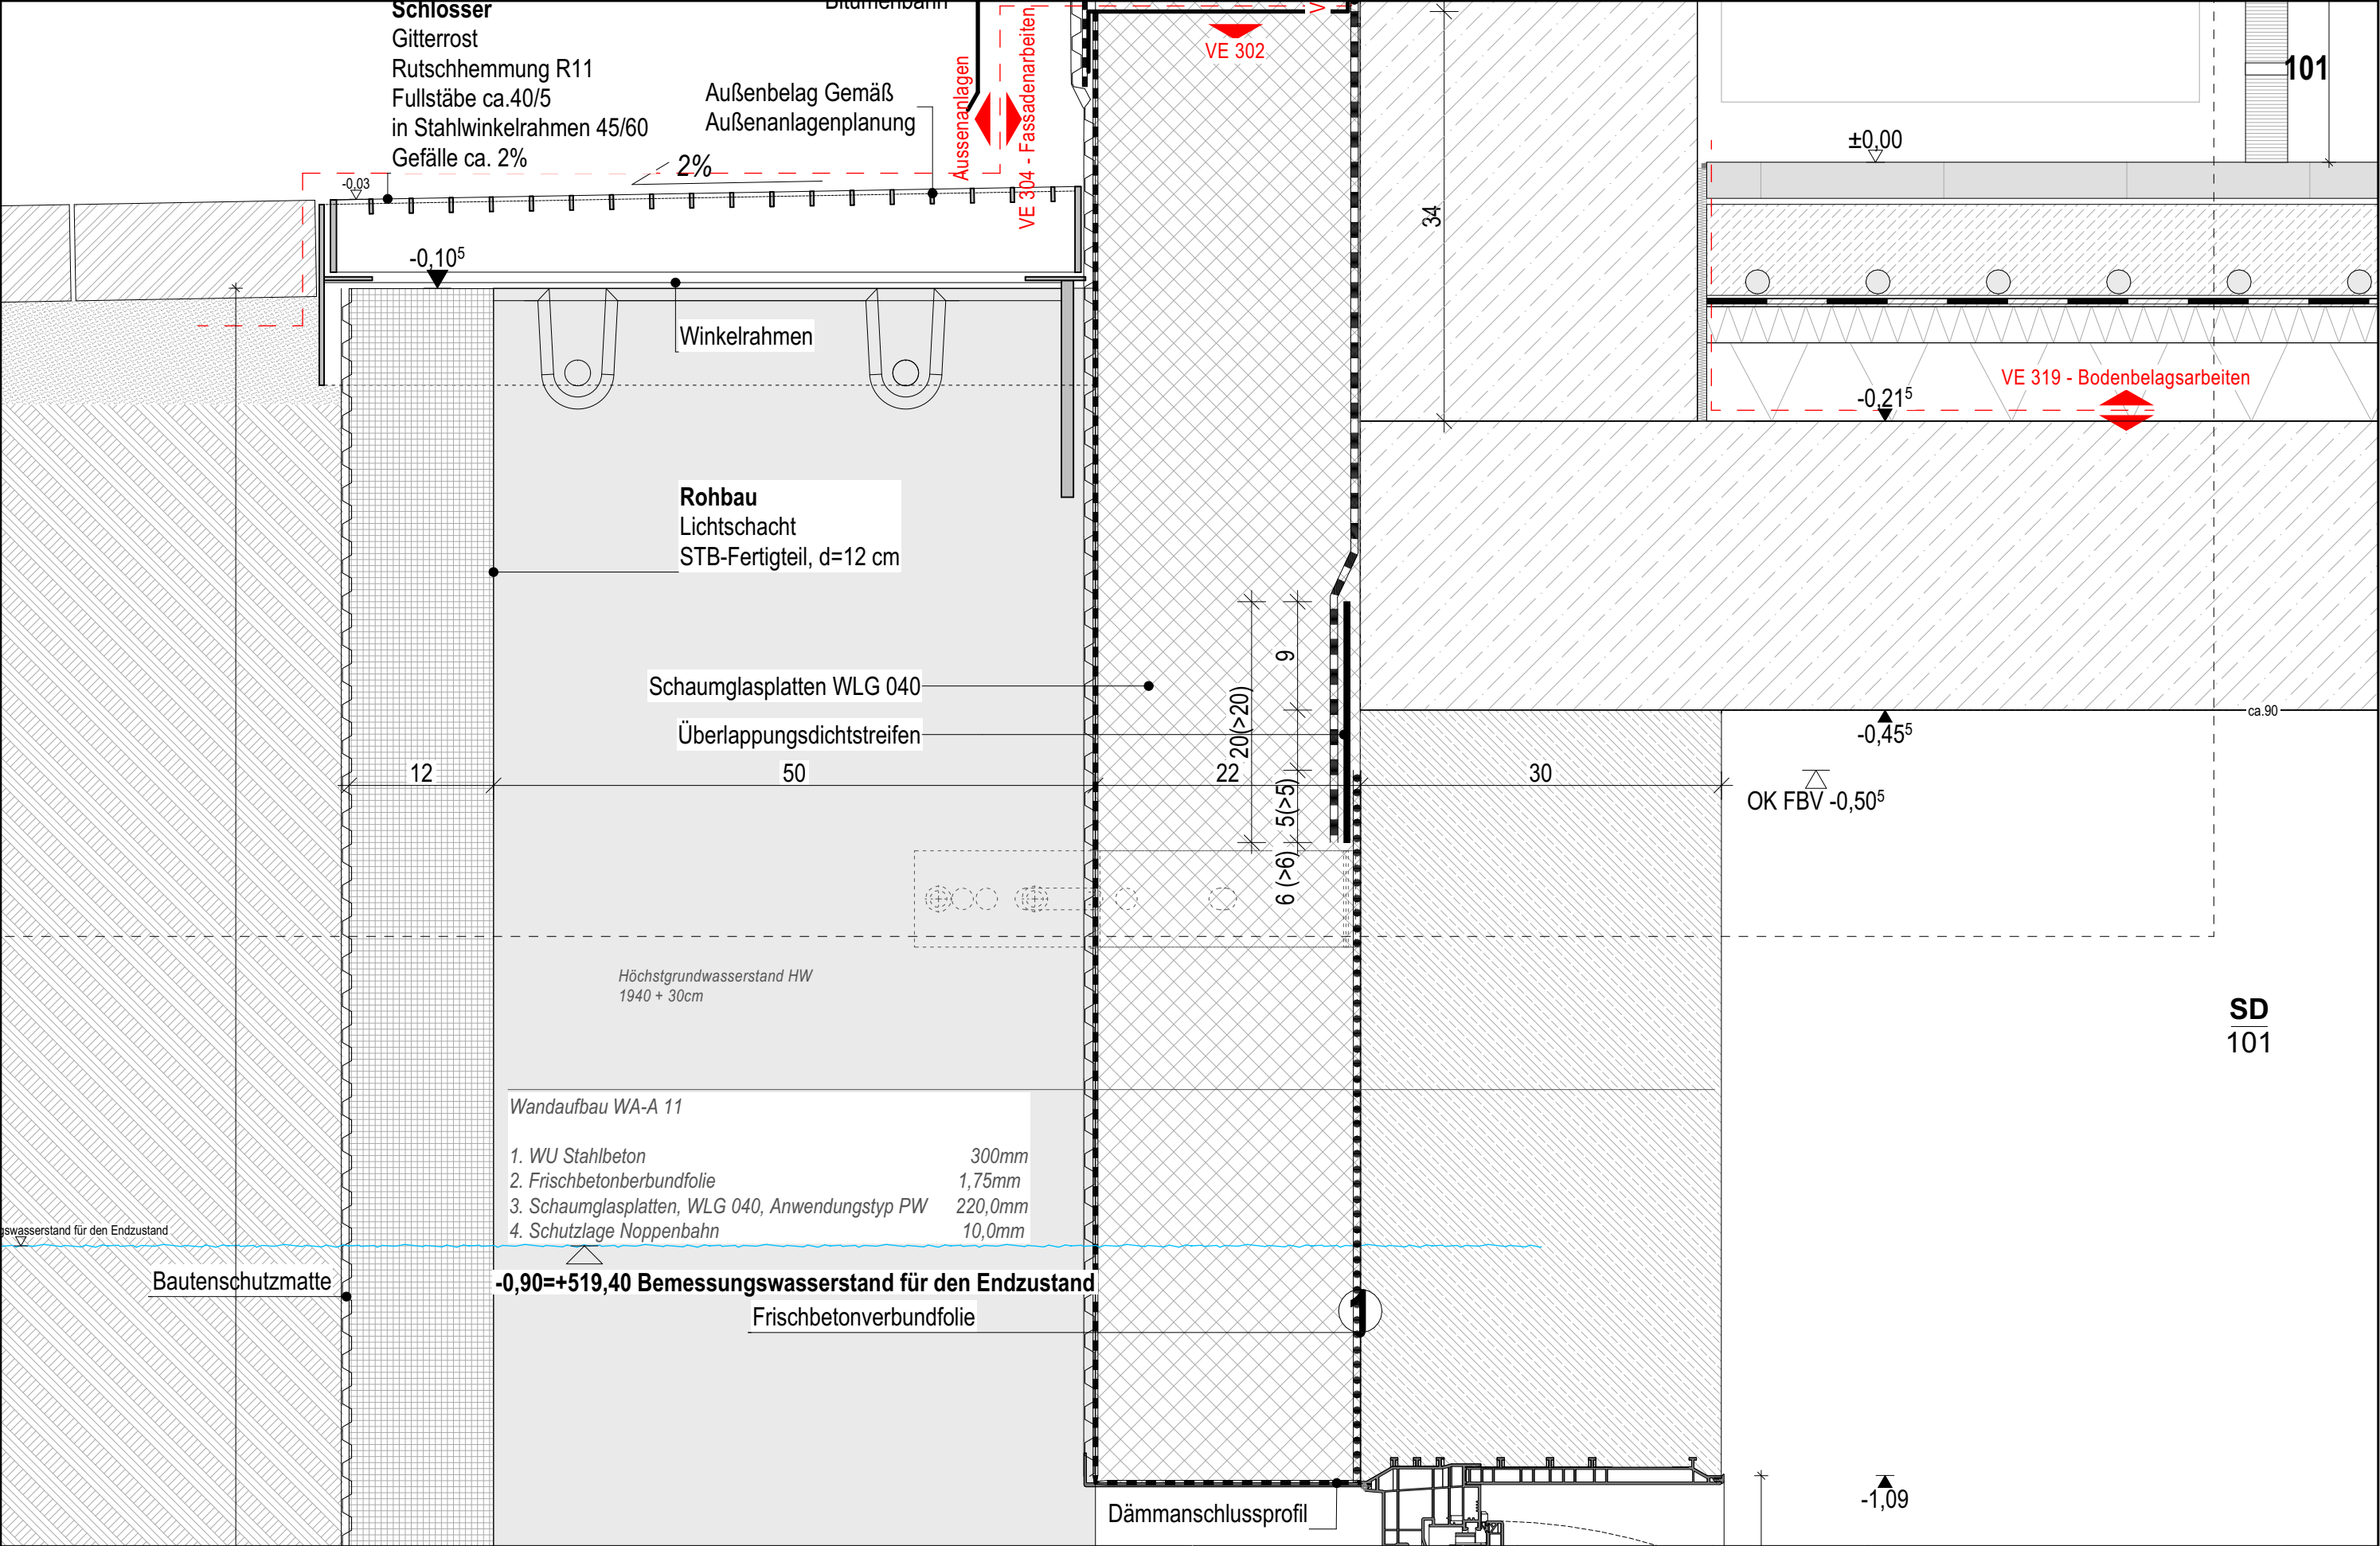 Schlosser
Gitterrost
Rutschhemmung R11
Fullstäbe ca.40/5
in Stahlwinkelrahmen 45/60
Gefälle ca. 2%
Bitumenbahn
Außenbelag Gemäß
Außenanlagenplanung
2%
-0,03
-0,10⁵
Aussenanlagen
VE 304 - Fassadenarbeiten
VE 302
34
±0,00
101
VE 319 - Bodenbelagsarbeiten
-0,21⁵
Winkelrahmen
Rohbau
Lichtschacht
STB-Fertigteil, d=12 cm
Schaumglasplatten WLG 040
Überlappungsdichtstreifen
9
20(>20)
5(>5)
6 (>6)
12
50
22
30
ca.90
-0,45⁵
OK FBV -0,50⁵
Höchstgrundwasserstand HW
1940 + 30cm
SD
101
Wandaufbau WA-A 11
1. WU Stahlbeton 300mm
2. Frischbetonberbundfolie 1,75mm
3. Schaumglasplatten, WLG 040, Anwendungstyp PW 220,0mm
4. Schutzlage Noppenbahn 10,0mm
gswasserstand für den Endzustand
Bautenschutzmatte
-0,90=+519,40 Bemessungswasserstand für den Endzustand
Frischbetonverbundfolie
1
Dämmanschlussprofil
-1,09